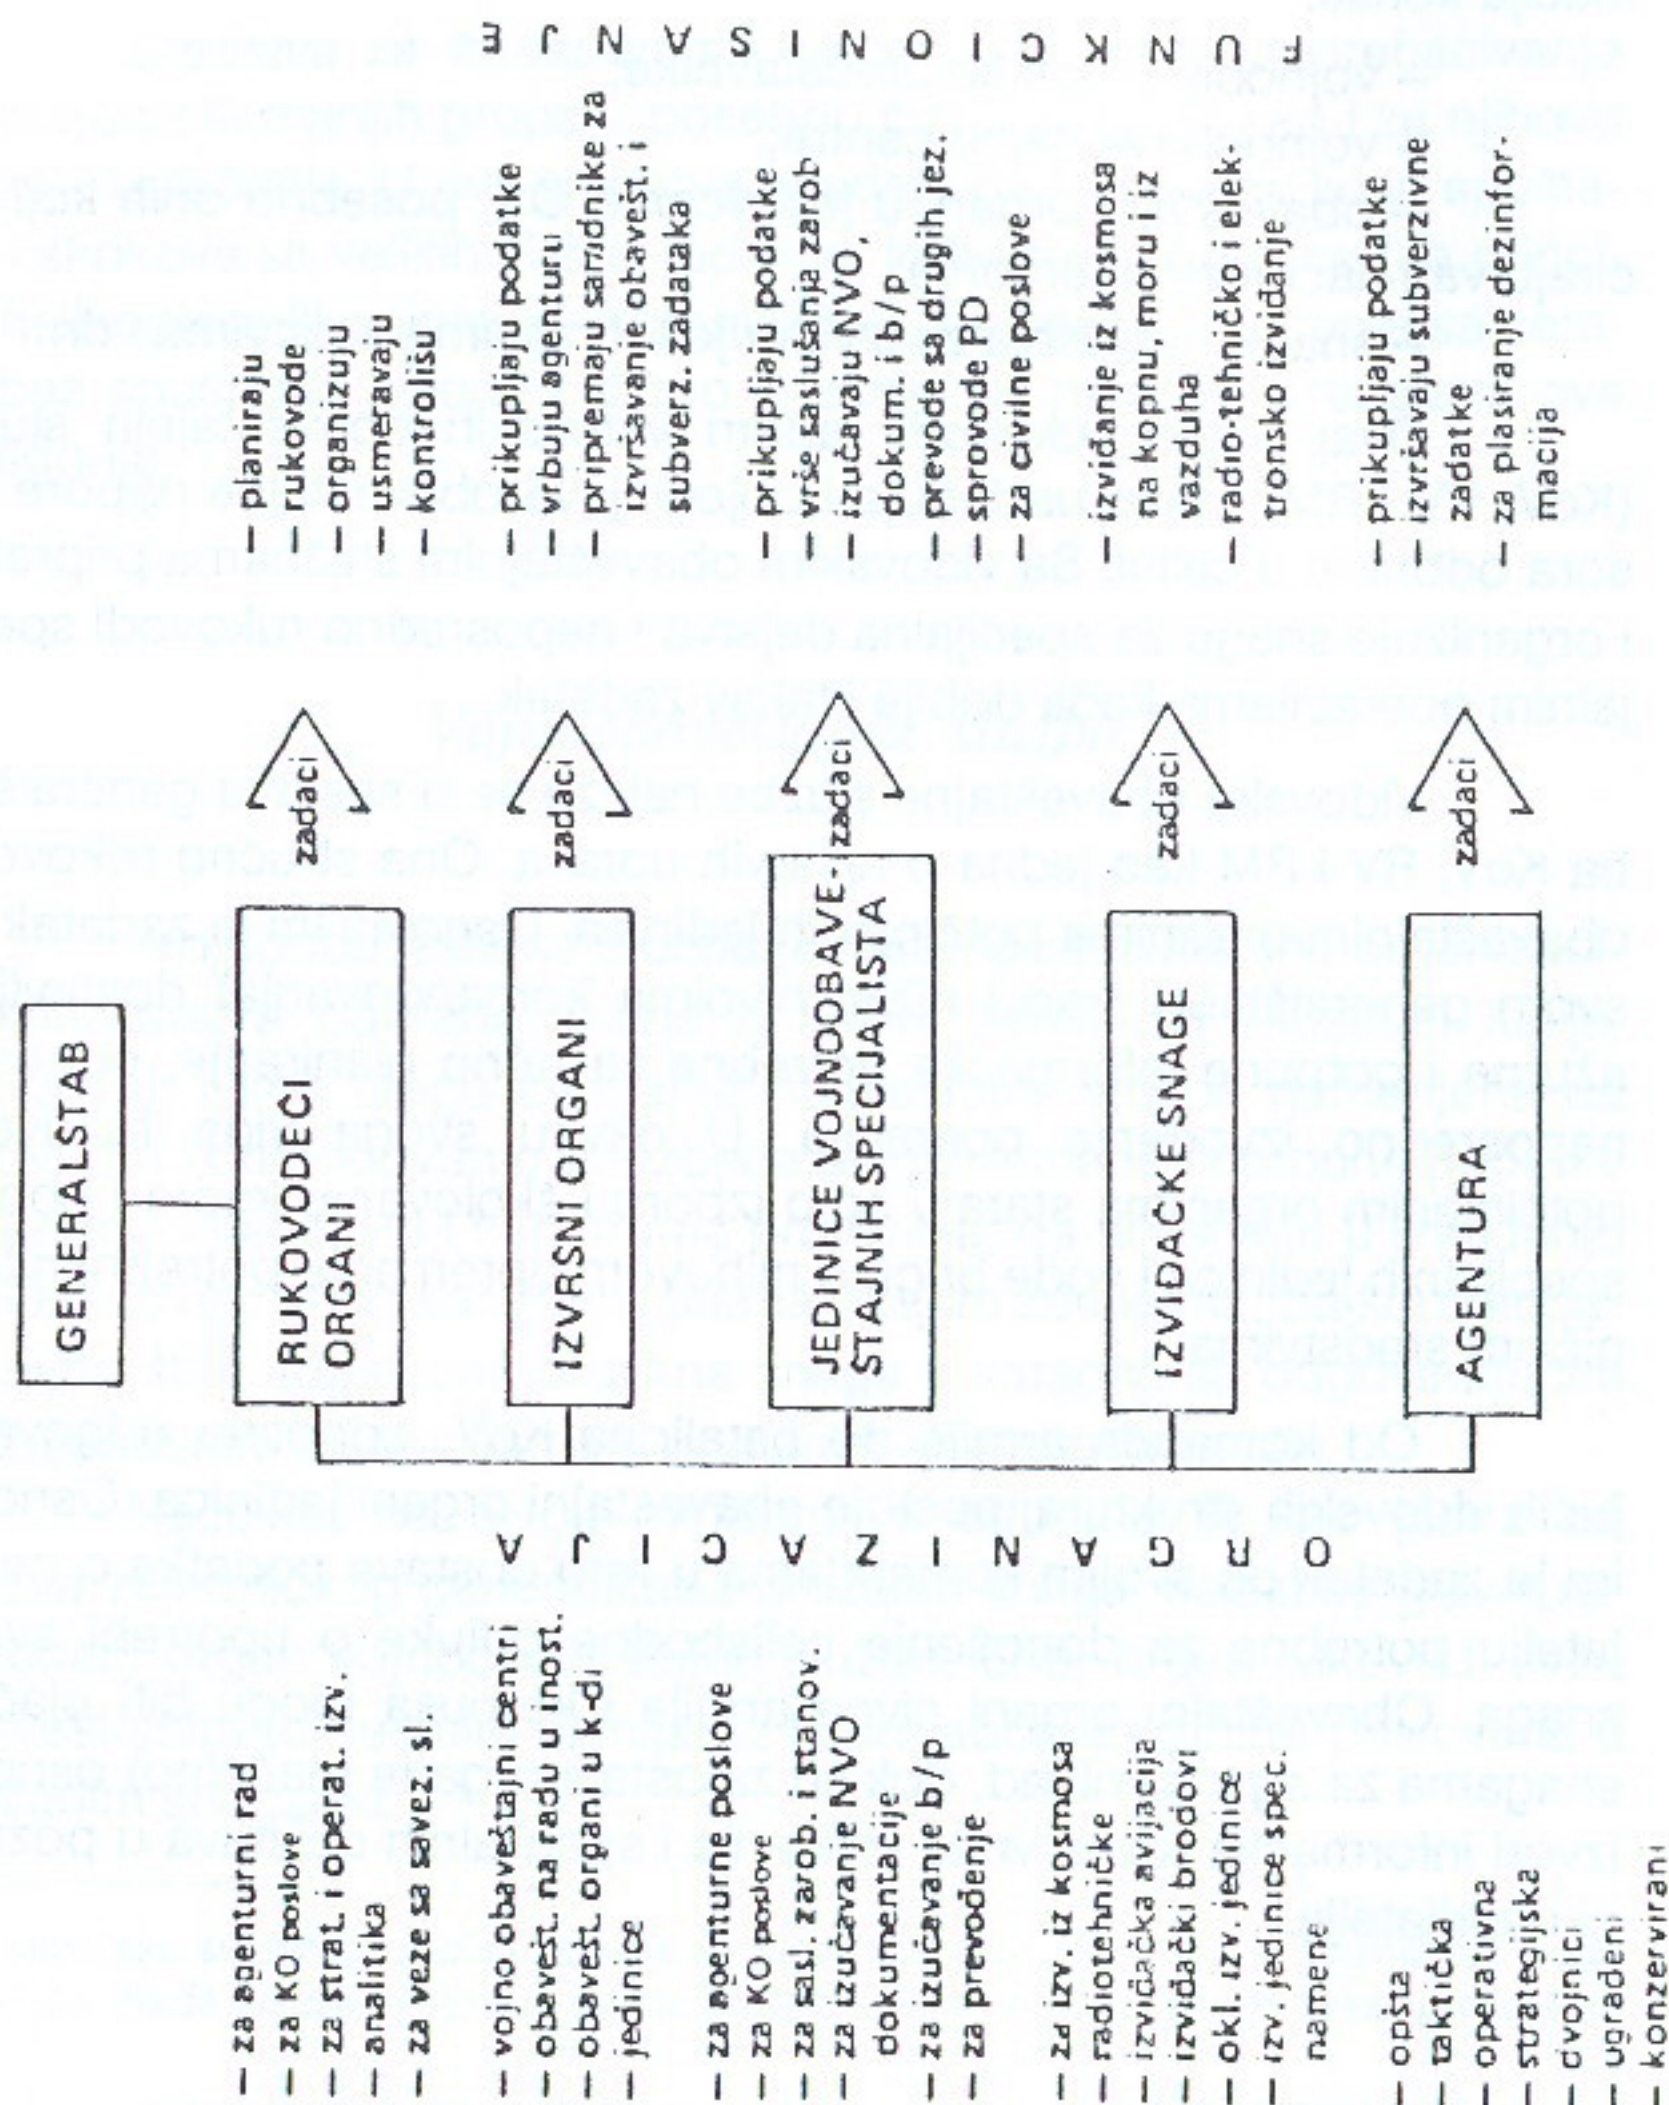 GENERALŠTAB
— za agenturni rad
— za KO poslove
— za strat. i operat. izv.
— analitika
— za veze sa savez. sl.
RUKOVODEĆI
ORGANI
zadaci
— planiraju
— rukovode
— organizuju
— usmeravaju
— kontrolišu
— vojno obaveštajni centri
— obavešt. na radu u inost.
— obavešt. organi u k-di
— jedinice
IZVRŠNI ORGANI
zadaci
— prikupljaju podatke
— vrbuju agenturu
— pripremaju saradnike za
izvršavanje obavešt. i
subverz. zadataka
— za agenturne poslove
— za KO poslove
— za sasl. zarob. i stanov.
— za izučavanje NVO
dokumentacije
— za izučavanje b/p
— za prevođenje
JEDINICE VOJNOOBAVE-
ŠTAJNIH SPECIJALISTA
zadaci
— prikupljaju podatke
— vrše saslušanja zarob
— izučavaju NVO,
dokum. i b/p
— prevode sa drugih jez.
— sprovode PD
— za civilne poslove
— za izv. iz kosmosa
— radiotehničke
— izviđačka avijacija
— izviđački brodovi
— okl. izv. jedinice
— izv. jedinice spec.
namene
IZVIĐAČKE SNAGE
zadaci
— izviđanje iz kosmosa
na kopnu, moru i iz
vazduha
— radio-tehničko i elek-
tronsko izviđanje
— opšta
— taktička
— operativna
— strategijska
— dvojnici
— ugrađeni
— konzervirani
AGENTURA
zadaci
— prikupljaju podatke
— izvršavaju subverzivne
zadatke
— za plasiranje dezinfor-
macija
O R G A N I Z A C I J A
F U N K C I O N I S A N J E